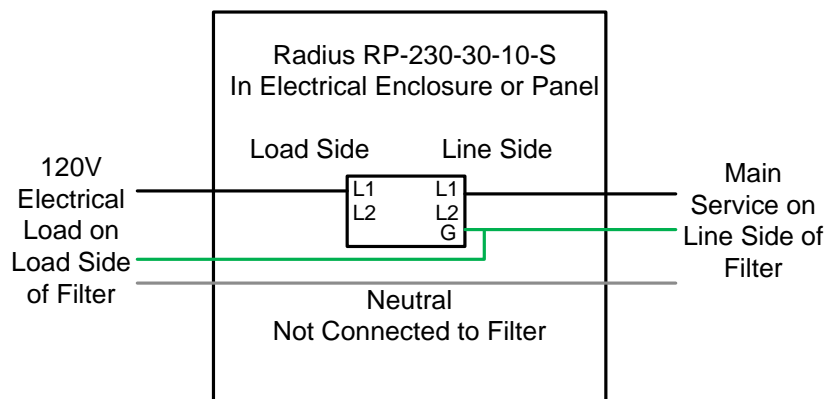 Radius RP-230-30-10-S
In Electrical Enclosure or Panel
Load Side
Line Side
120V
Electrical
Load on
Load Side
of Filter
L1
L2
L1
L2
G
Main
Service on
Line Side of
Filter
Neutral
Not Connected to Filter